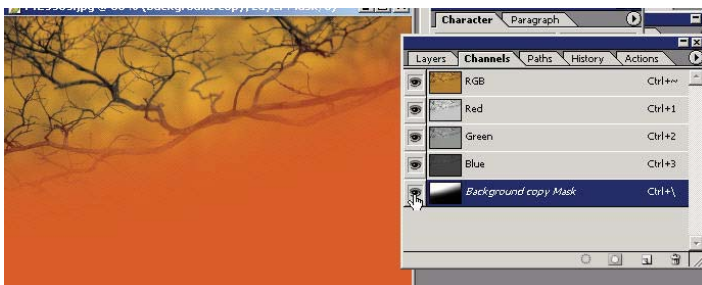 Character Paragraph
Layers Channels Paths History Actions
RGB Ctrl+~
Red Ctrl+1
Green Ctrl+2
Blue Ctrl+3
Background copy Mask Ctrl+\